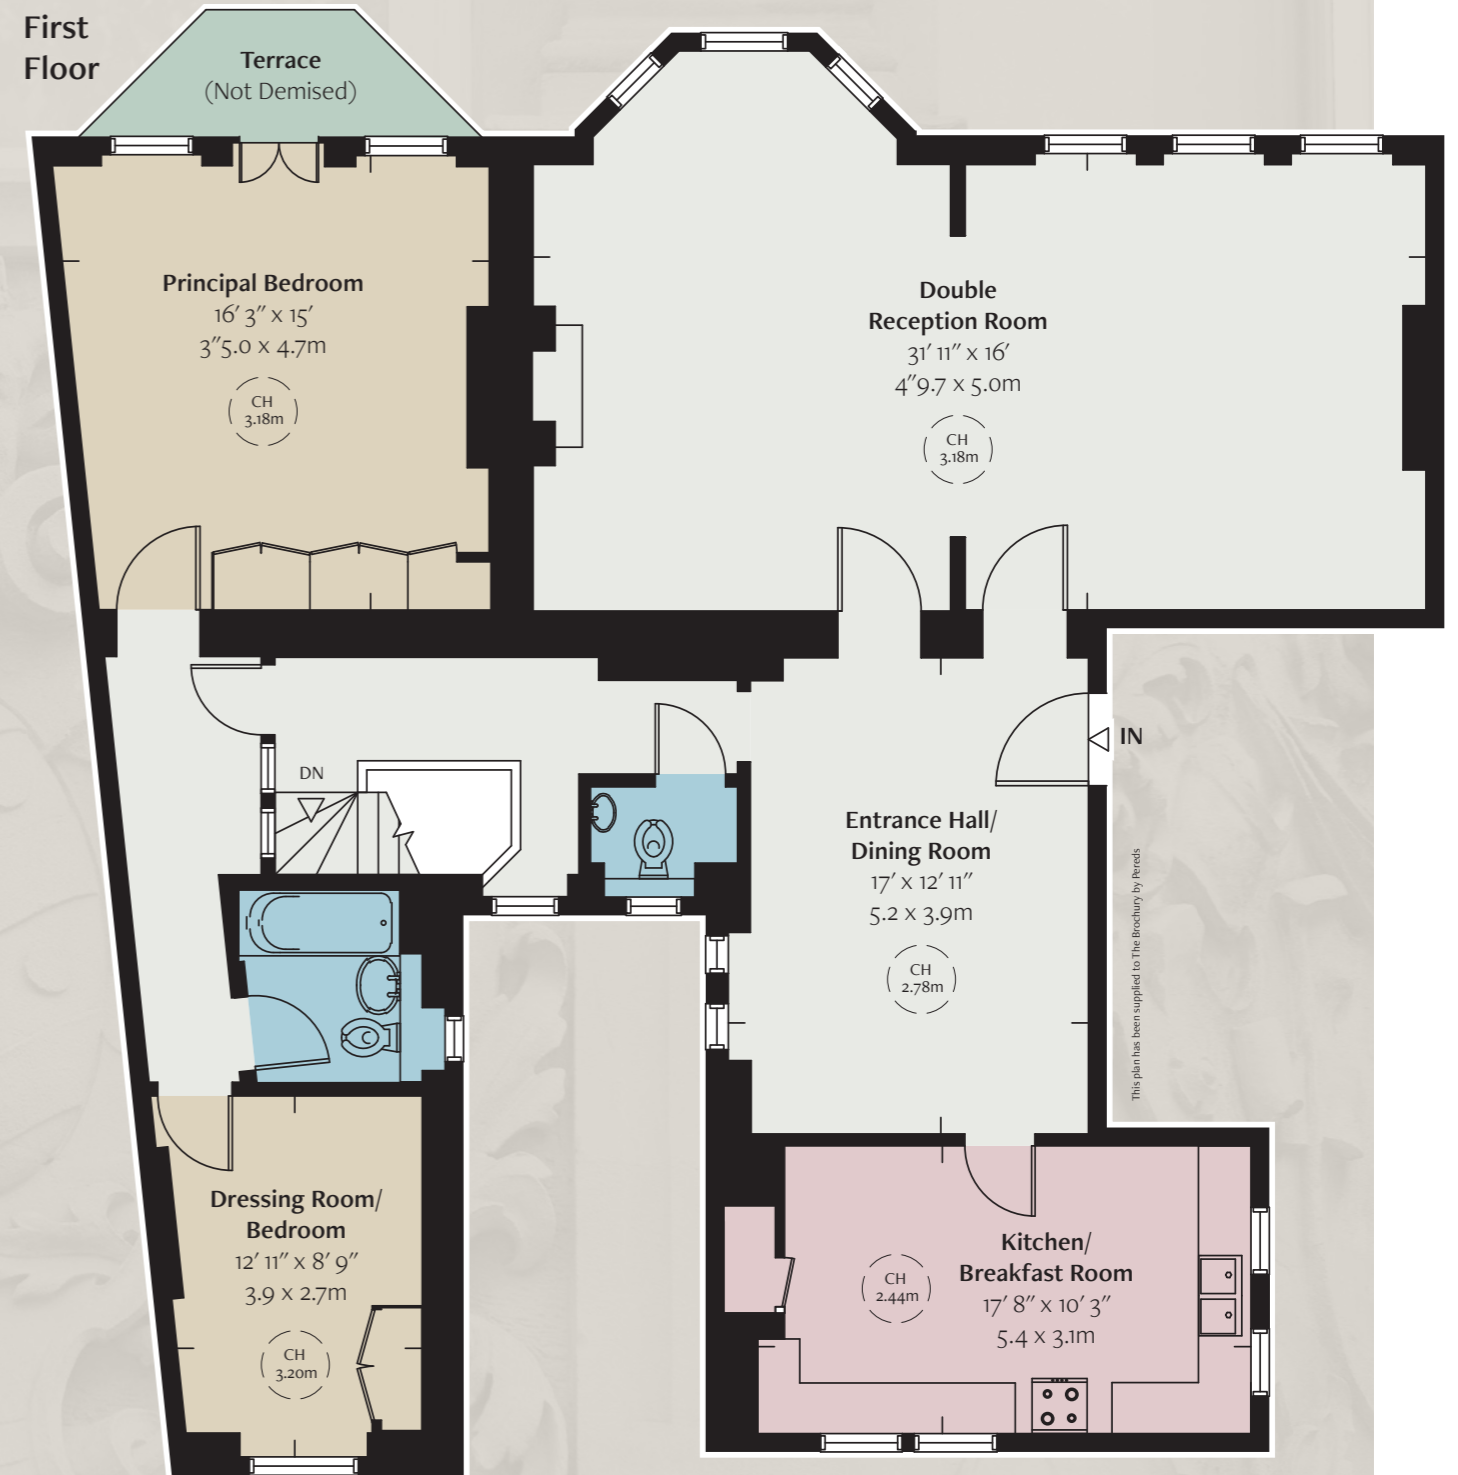 First
Floor
Terrace
(Not Demised)
Principal Bedroom
16′ 3″ x 15′
3″5.0 x 4.7m
CH
3.18m
Double
Reception Room
31′ 11″ x 16′
4″9.7 x 5.0m
CH
3.18m
DN
IN
Entrance Hall/
Dining Room
17′ x 12′ 11″
5.2 x 3.9m
CH
2.78m
This plan has been supplied to The Brochury by Pereds
Dressing Room/
Bedroom
12′ 11″ x 8′ 9″
3.9 x 2.7m
CH
3.20m
Kitchen/
Breakfast Room
17′ 8″ x 10′ 3″
5.4 x 3.1m
CH
2.44m